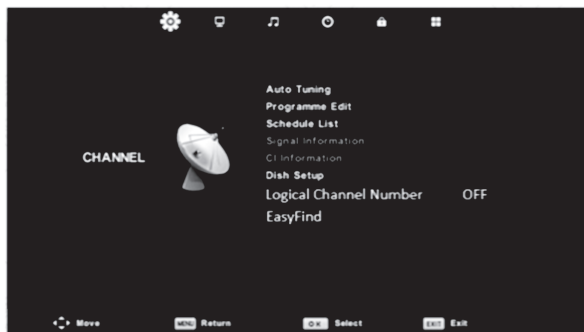 Auto Tuning
Programme Edit
Schedule List
Signal Information
CI Information
CHANNEL
Dish Setup
Logical Channel Number OFF
EasyFind
Move MENU Return OK Select EXIT Exit